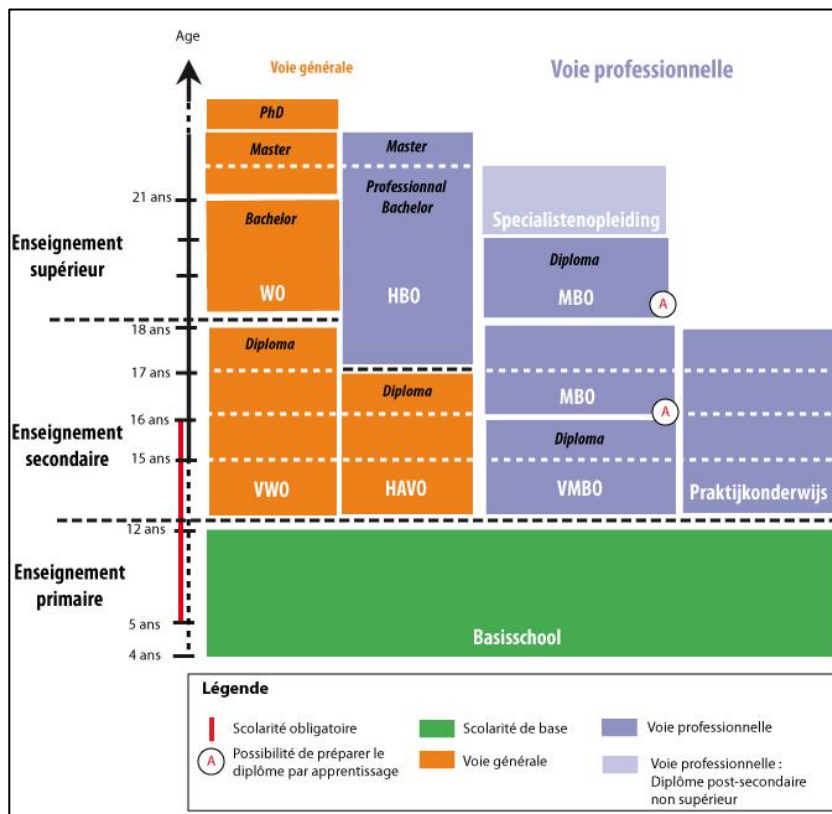 Age
Voie générale
Voie professionnelle
PhD
Master
Master
21 ans
Professionnal
Bachelor
Bachelor
Specialistenopleiding
Enseignement
supérieur
Diploma
WO
HBO
MBO
A
18 ans
Diploma
17 ans
Diploma
MBO
16 ans
A
Enseignement
secondaire
Diploma
15 ans
VWO
HAVO
VMBO
Praktijkonderwijs
12 ans
Enseignement
primaire
5 ans
Basisschool
4 ans
Légende
Scolarité obligatoire
Scolarité de base
Voie professionnelle
A
Possibilité de préparer le
diplôme par apprentissage
Voie générale
Voie professionnelle :
Diplôme post-secondaire
non supérieur